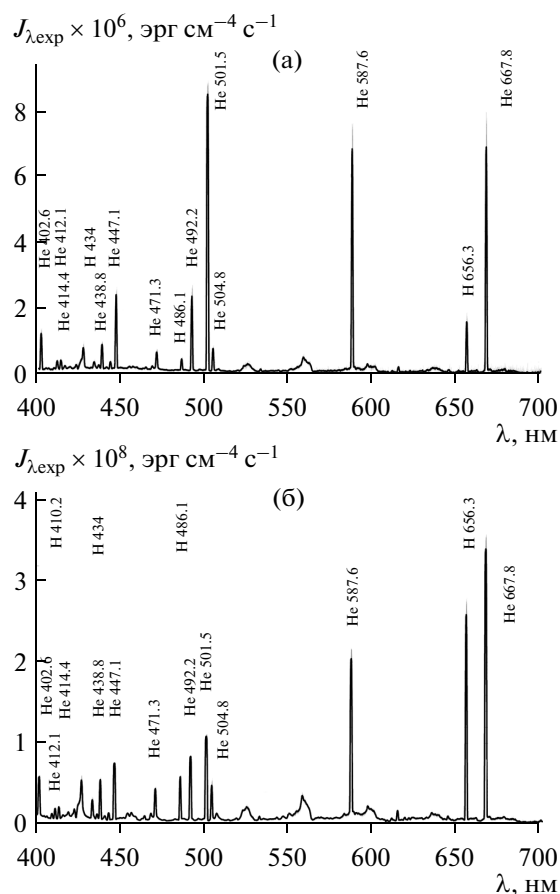 J_λexp × 10⁶, эрг см⁻⁴ с⁻¹
(а)
8
6
4
2
0
He 402.6
He 412.1
He 414.4
H 434
He 438.8
He 447.1
He 471.3
H 486.1
He 492.2
He 501.5
He 504.8
He 587.6
H 656.3
He 667.8
400 450 500 550 600 650 700
λ, нм
J_λexp × 10⁸, эрг см⁻⁴ с⁻¹
(б)
4
3
2
1
0
H 410.2
H 434
H 486.1
He 402.6
He 412.1
He 414.4
He 438.8
He 447.1
He 471.3
He 492.2
He 501.5
He 504.8
He 587.6
H 656.3
He 667.8
400 450 500 550 600 650 700
λ, нм